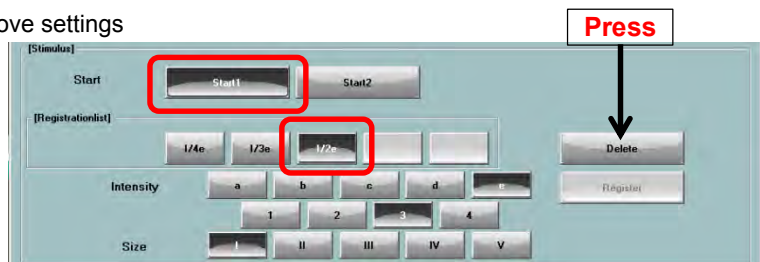 ove settings
Press
[Stimulus]
Start Start1 Start2
[Registrationlist]
I/4e I/3e I/2e Delete
Intensity a b c d e Register
1 2 3 4
Size I II III IV V